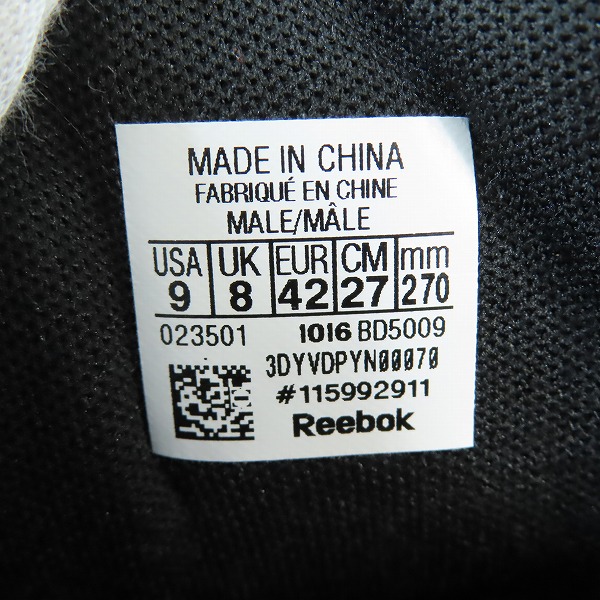 MADE IN CHINA
FABRIQUÉ EN CHINE
MALE/MÂLE
USA UK EUR CM mm
9 8 42 27 270
023501 1016 BD5009
3DYVDPYN00070
#115992911
Reebok